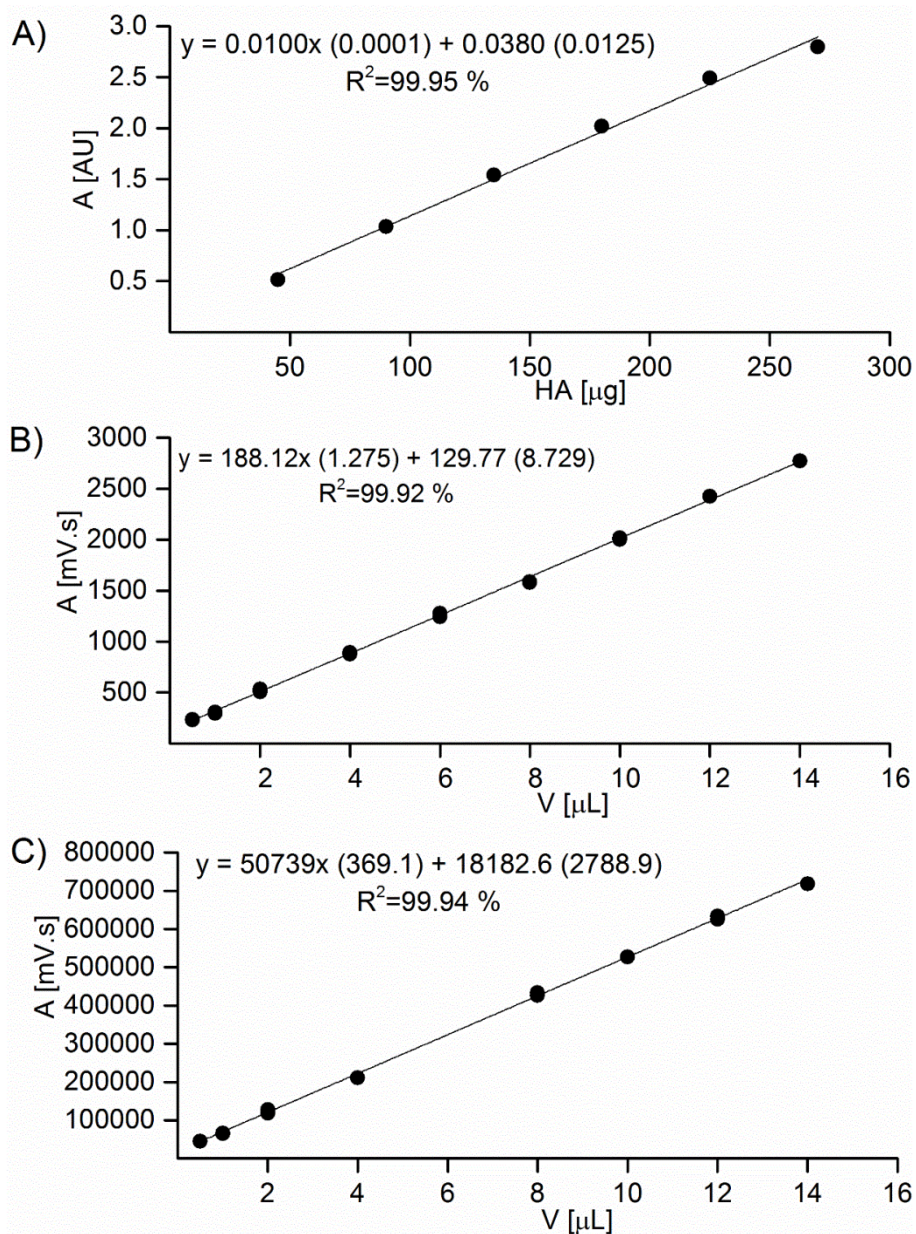 A)
y = 0.0100x (0.0001) + 0.0380 (0.0125)
R²=99.95 %
A [AU]
3.0
2.5
2.0
1.5
1.0
0.5
50 100 150 200 250 300
HA [μg]
B)
y = 188.12x (1.275) + 129.77 (8.729)
R²=99.92 %
A [mV.s]
3000
2500
2000
1500
1000
500
2 4 6 8 10 12 14 16
V [μL]
C)
y = 50739x (369.1) + 18182.6 (2788.9)
R²=99.94 %
A [mV.s]
800000
700000
600000
500000
400000
300000
200000
100000
2 4 6 8 10 12 14 16
V [μL]